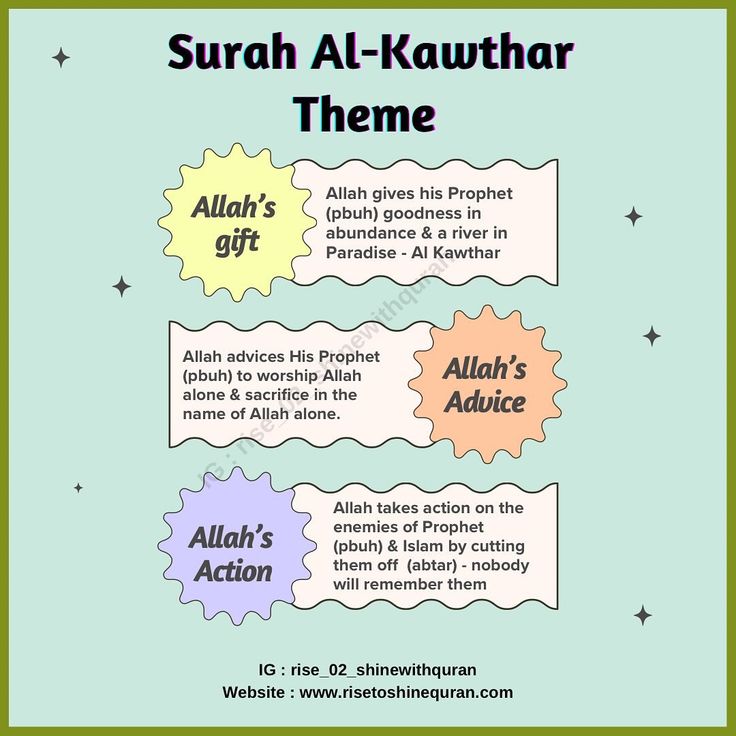 Surah Al-Kawthar
Theme
Allah's
gift
Allah gives his Prophet
(pbuh) goodness in
abundance & a river in
Paradise - Al Kawthar
Allah advices His Prophet
(pbuh) to worship Allah
alone & sacrifice in the
name of Allah alone.
Allah's
Advice
Allah's
Action
Allah takes action on the
enemies of Prophet
(pbuh) & Islam by cutting
them off (abtar) - nobody
will remember them
IG : rise_02_shinewithquran
IG : rise_02_shinewithquran
Website : www.risetoshinequran.com